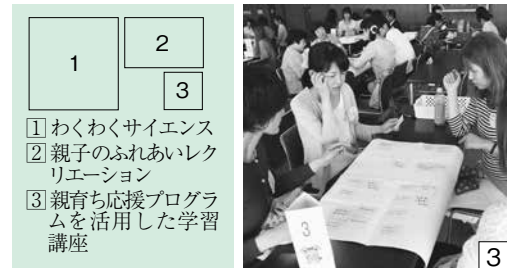 1
2
3
1 わくわくサイエンス
2 親子のふれあいレク
リエーション
3 親育ち応援プログラ
ムを活用した学習
講座
3
3